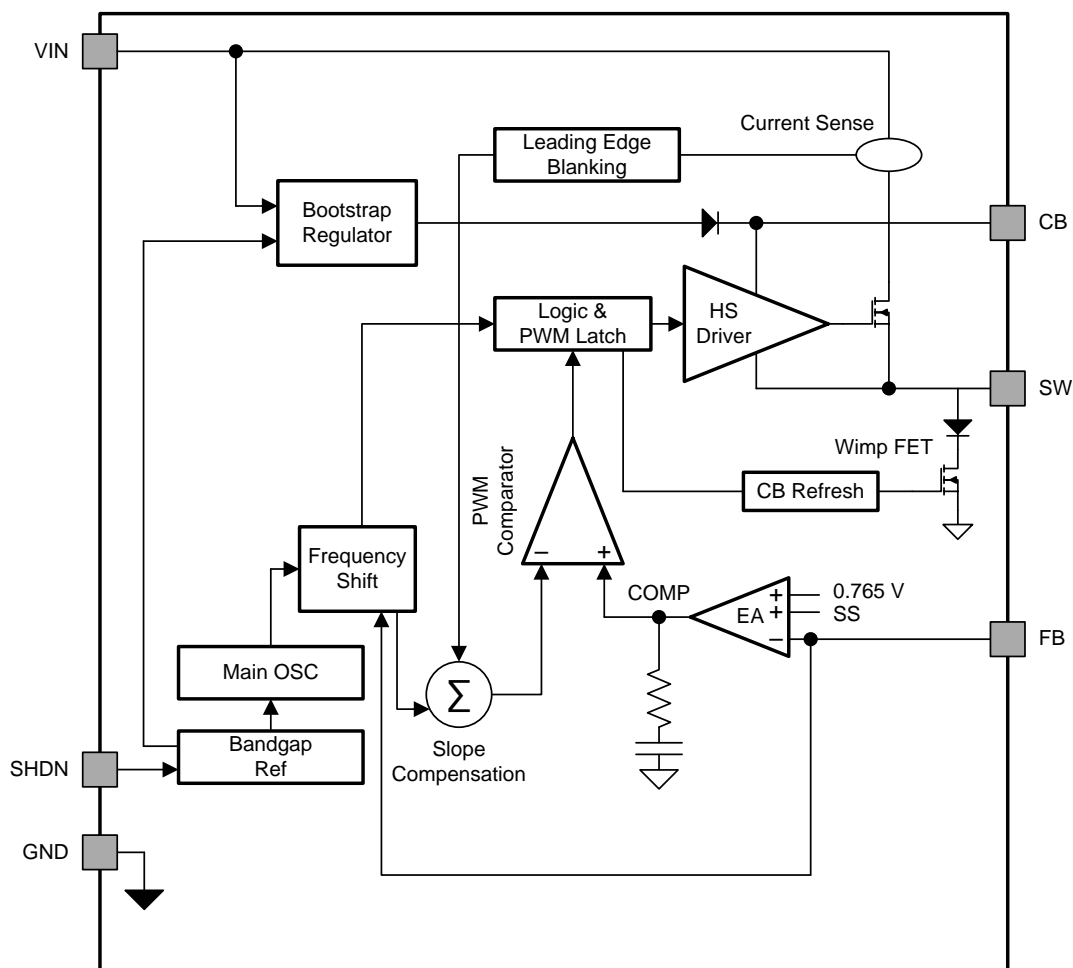 VIN
Current Sense
Leading Edge
Blanking
Bootstrap
Regulator
CB
Logic &
PWM Latch
HS
Driver
SW
Wimp FET
CB Refresh
PWM
Comparator
–
+
Frequency
Shift
COMP
EA
+
+
–
0.765 V
SS
FB
Main OSC
Σ
Slope
Compensation
Bandgap
Ref
SHDN
GND